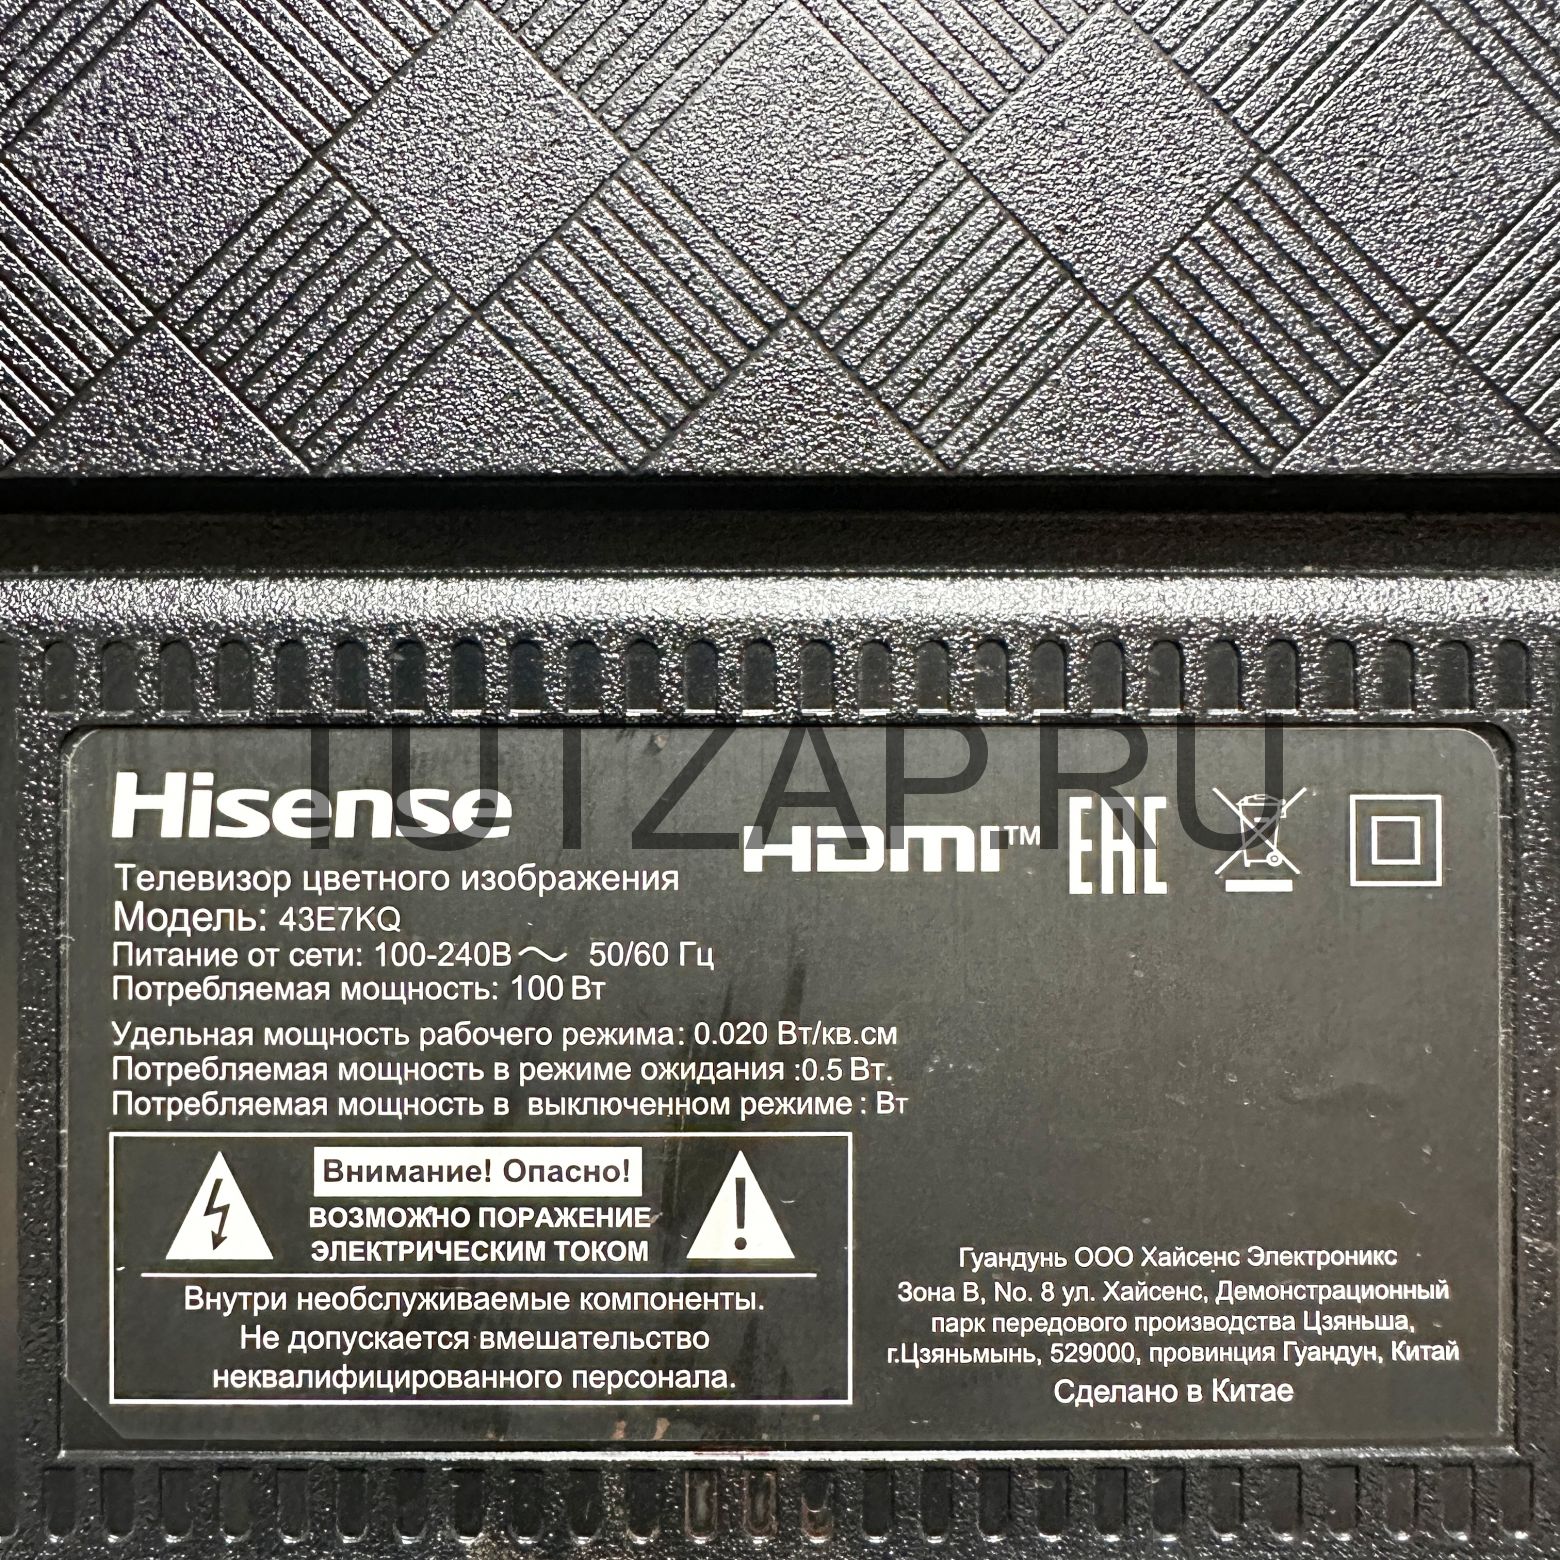 TUTZAP.RU
Hisense
HDMI™ EAC
Телевизор цветного изображения
Модель: 43E7KQ
Питание от сети: 100-240В ~ 50/60 Гц
Потребляемая мощность: 100 Вт
Удельная мощность рабочего режима: 0.020 Вт/кв.см
Потребляемая мощность в режиме ожидания :0.5 Вт.
Потребляемая мощность в выключенном режиме : Вт
Внимание! Опасно!
ВОЗМОЖНО ПОРАЖЕНИЕ
ЭЛЕКТРИЧЕСКИМ ТОКОМ
Внутри необслуживаемые компоненты.
Не допускается вмешательство
неквалифицированного персонала.
Гуандунь ООО Хайсенс Электроникс
Зона В, No. 8 ул. Хайсенс, Демонстрационный
парк передового производства Цзяньша,
г.Цзяньмынь, 529000, провинция Гуандун, Китай
Сделано в Китае